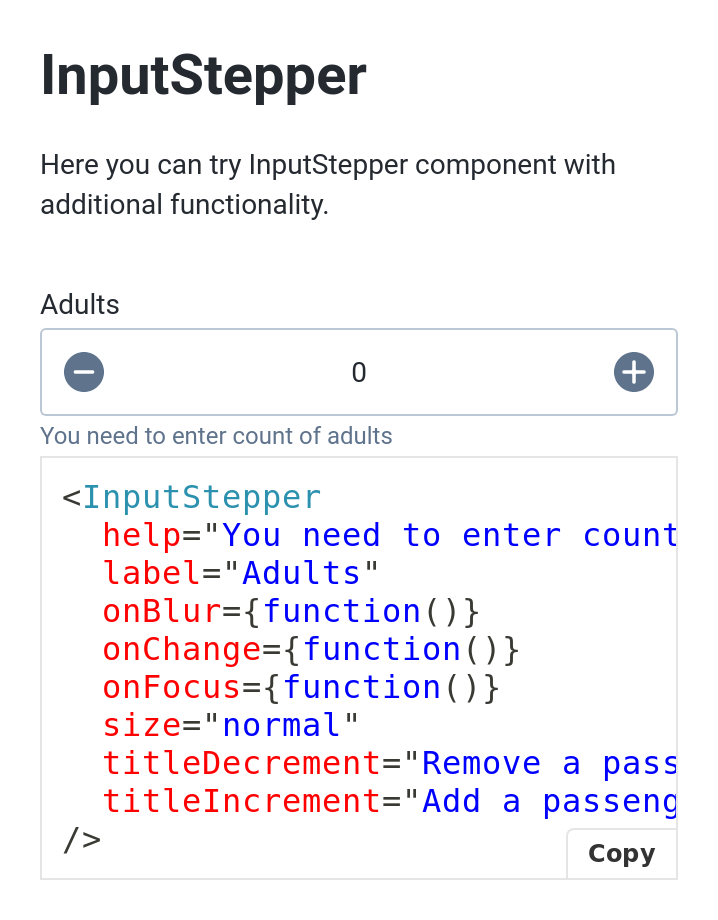 InputStepper
Here you can try InputStepper component with
additional functionality.
Adults
0
You need to enter count of adults
<InputStepper
  help="You need to enter count
  label="Adults"
  onBlur={function()}
  onChange={function()}
  onFocus={function()}
  size="normal"
  titleDecrement="Remove a pass
  titleIncrement="Add a passeng
/>
Copy